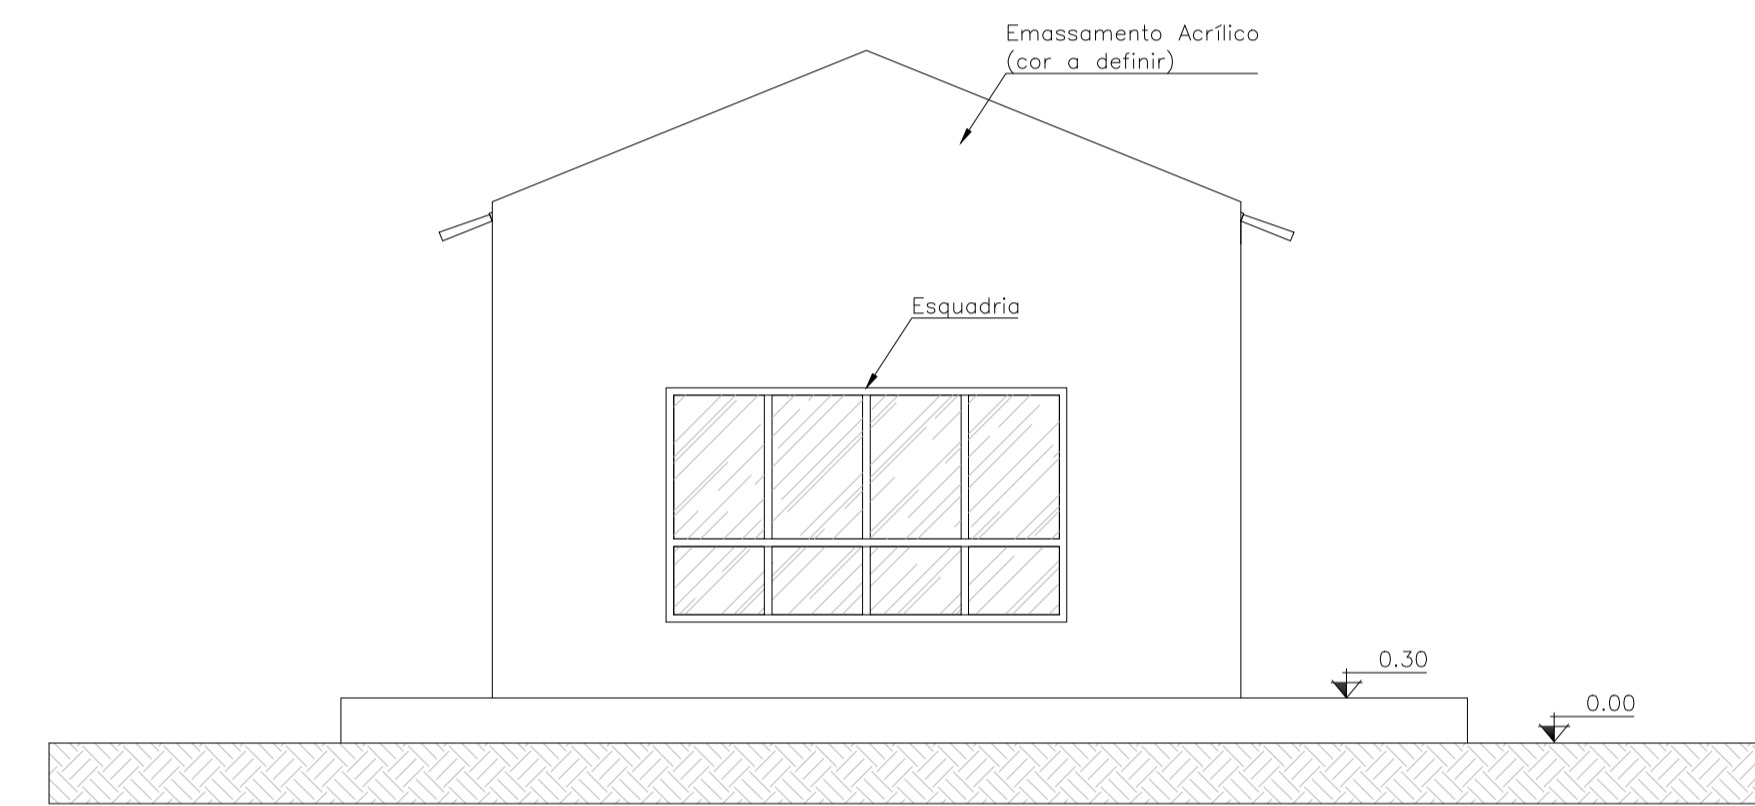 Emassamento Acrílico
(cor a definir)
Esquadria
0.30
0.00